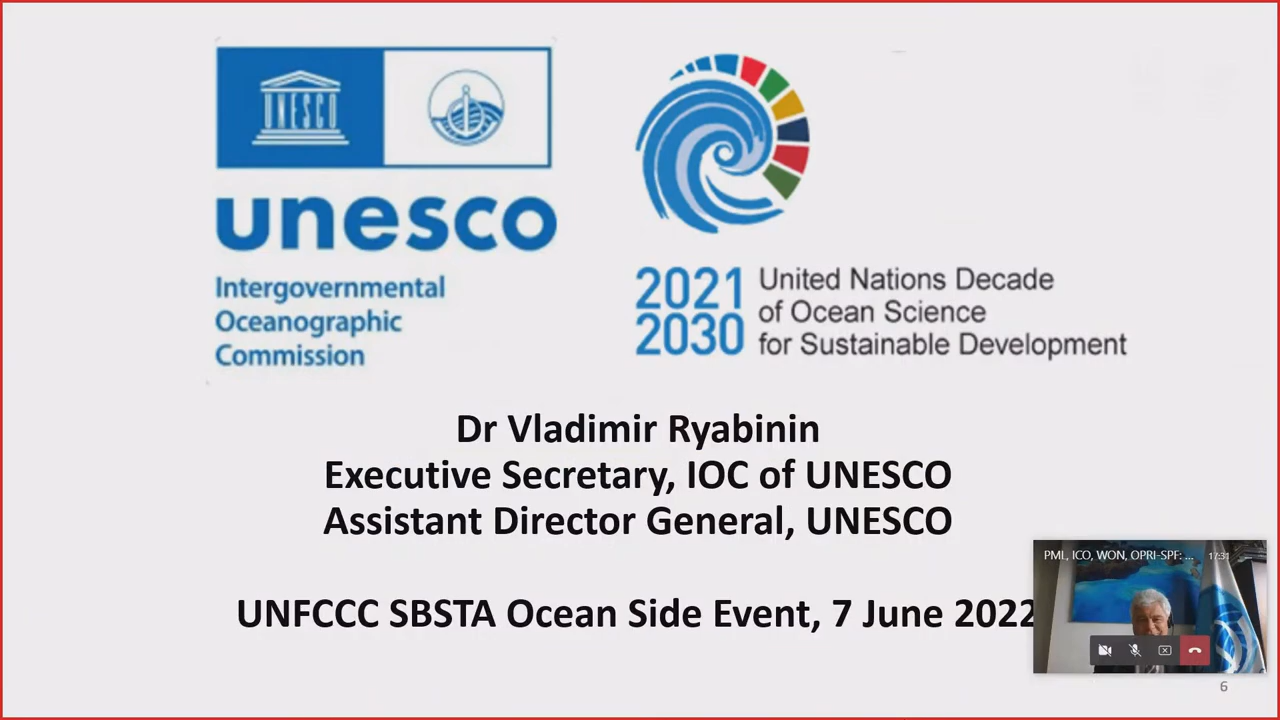 UNESCO
unesco
Intergovernmental
Oceanographic
Commission
2021
2030
United Nations Decade
of Ocean Science
for Sustainable Development
Dr Vladimir Ryabinin
Executive Secretary, IOC of UNESCO
Assistant Director General, UNESCO
UNFCCC SBSTA Ocean Side Event, 7 June 2022
PML, ICO, WON, OPRI-SPF: ...
17:31
6